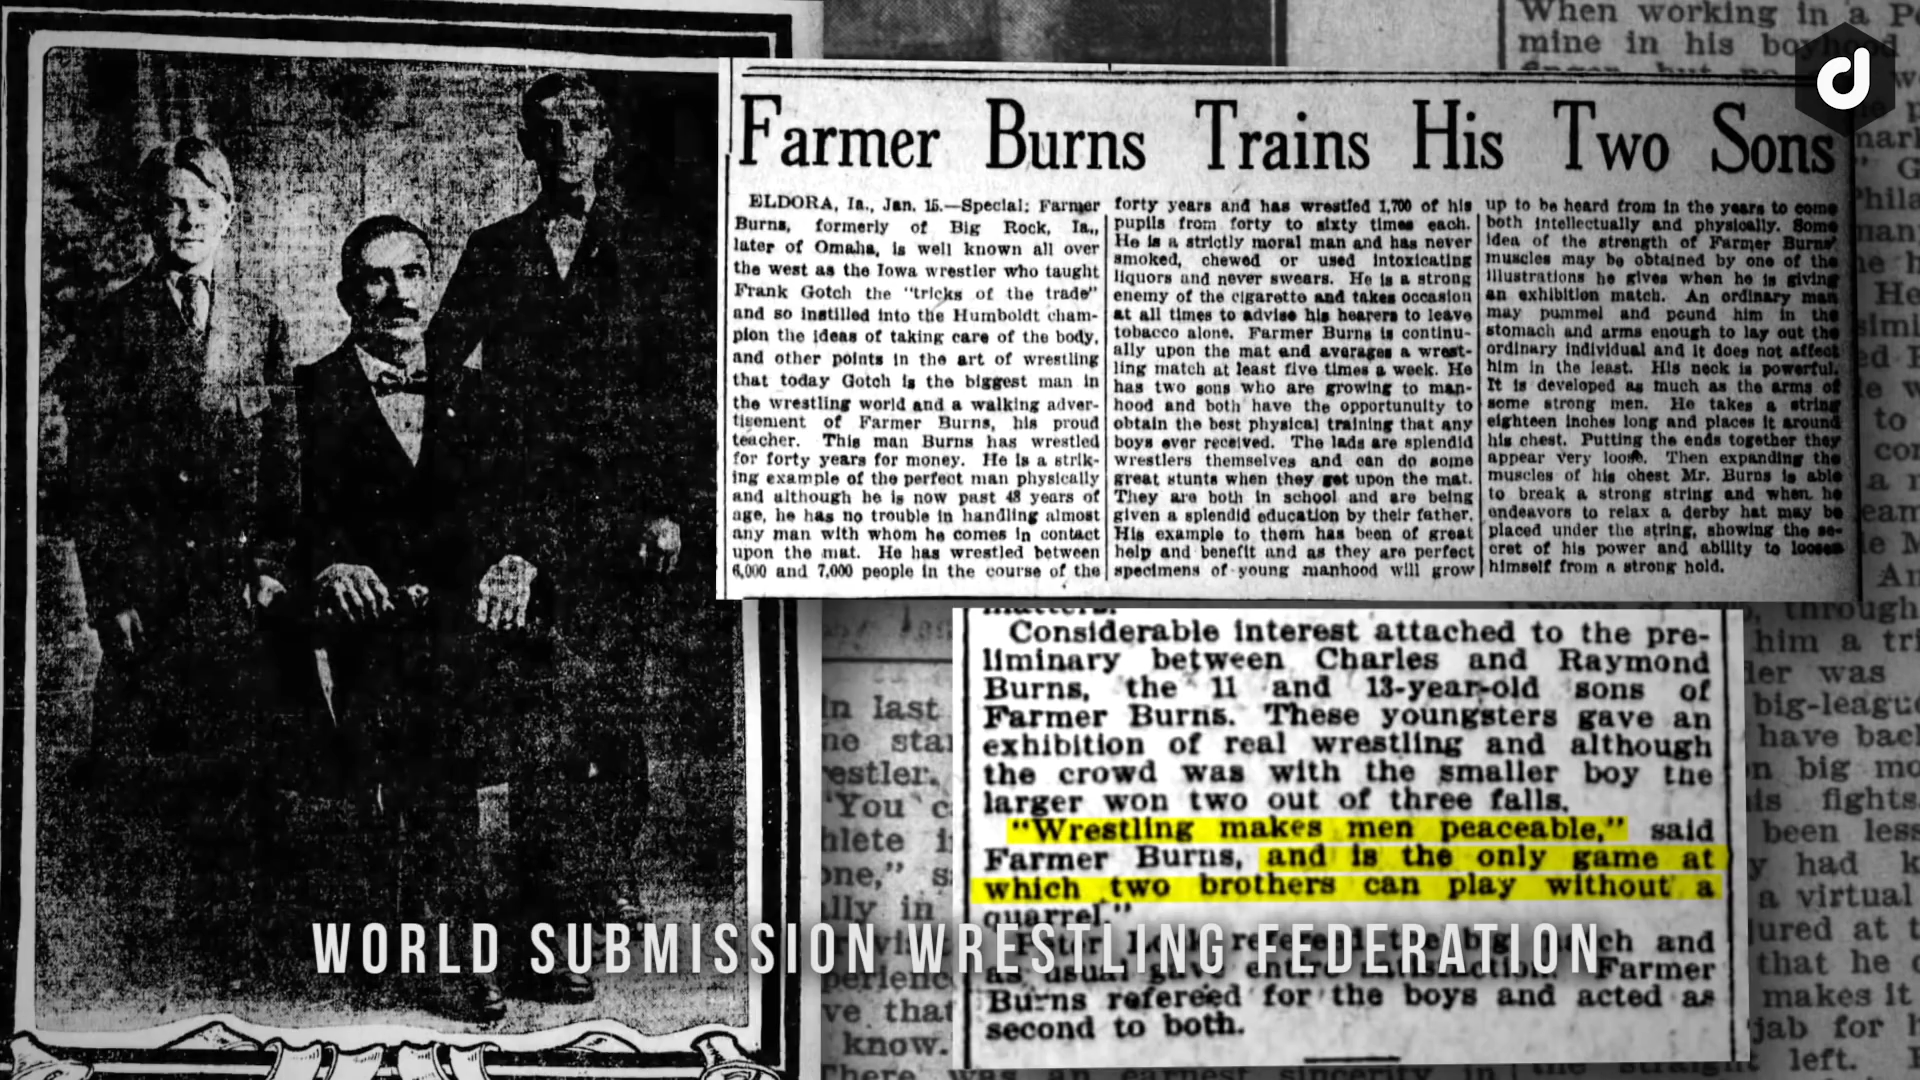 When working in a
mine in his boyhood
Farmer Burns Trains His Two Sons
ELDORA, Ia., Jan. 15.—Special: Farmer
Burns, formerly of Big Rock, Ia.,
later of Omaha, is well known all over
the west as the Iowa wrestler who taught
Frank Gotch the "tricks of the trade"
and so instilled into the Humboldt cham-
pion the ideas of taking care of the body,
and other points in the art of wrestling
that today Gotch is the biggest man in
the wrestling world and a walking adver-
tisement of Farmer Burns, his proud
teacher. This man Burns has wrestled
for forty years for money. He is a strik-
ing example of the perfect man physically
and although he is now past 48 years of
age, he has no trouble in handling almost
any man with whom he comes in contact
upon the mat. He has wrestled between
6,000 and 7,000 people in the course of the
forty years and has wrestled 1,700 of his
pupils from forty to sixty times each.
He is a strictly moral man and has never
smoked, chewed or used intoxicating
liquors and never swears. He is a strong
enemy of the cigarette and takes occasion
at all times to advise his hearers to leave
tobacco alone. Farmer Burns is continu-
ally upon the mat and averages a wrest-
ling match at least five times a week. He
has two sons who are growing to man-
hood and both have the opportunuity to
obtain the best physical training that any
boys ever received. The lads are splendid
wrestlers themselves and can do some
great stunts when they get upon the mat.
They are both in school and are being
given a splendid education by their father.
His example to them has been of great
help and benefit and as they are perfect
specimens of young manhood will grow
up to be heard from in the years to come
both intellectually and physically. Some
idea of the strength of Farmer Burns'
muscles may be obtained by one of the
illustrations he gives when he is giving
an exhibition match. An ordinary man
may pummel and pound him in the
stomach and arms enough to lay out the
ordinary individual and it does not affect
him in the least. His neck is powerful.
It is developed as much as the arms of
some strong men. He takes a string
eighteen inches long and places it around
his chest. Putting the ends together they
appear very loose. Then expanding the
muscles of his chest Mr. Burns is able
to break a strong string and when he
endeavors to relax a derby hat may be
placed under the string, showing the se-
cret of his power and ability to loosen
himself from a strong hold.
matters.
Considerable interest attached to the pre-
liminary between Charles and Raymond
Burns, the 11 and 13-year-old sons of
Farmer Burns. These youngsters gave an
exhibition of real wrestling and although
the crowd was with the smaller boy the
larger won two out of three falls.
"Wrestling makes men peaceable," said
Farmer Burns, and is the only game at
which two brothers can play without a
quarrel."
WORLD SUBMISSION WRESTLING FEDERATION
as usual gave entire Farmer
Burns refereed for the boys and acted as
second to both.